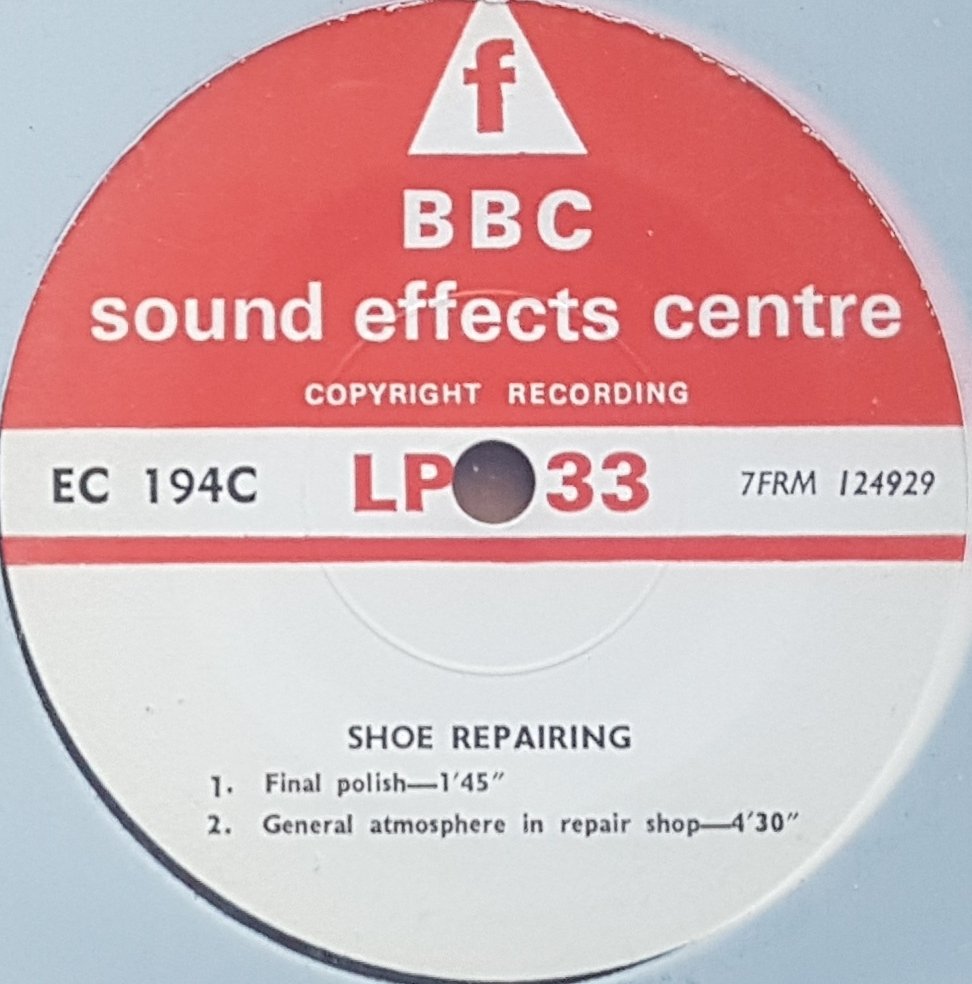 f
BBC
sound effects centre
COPYRIGHT RECORDING
EC 194C LP 33 7FRM 124929
SHOE REPAIRING
1. Final polish—1′45″
2. General atmosphere in repair shop—4′30″